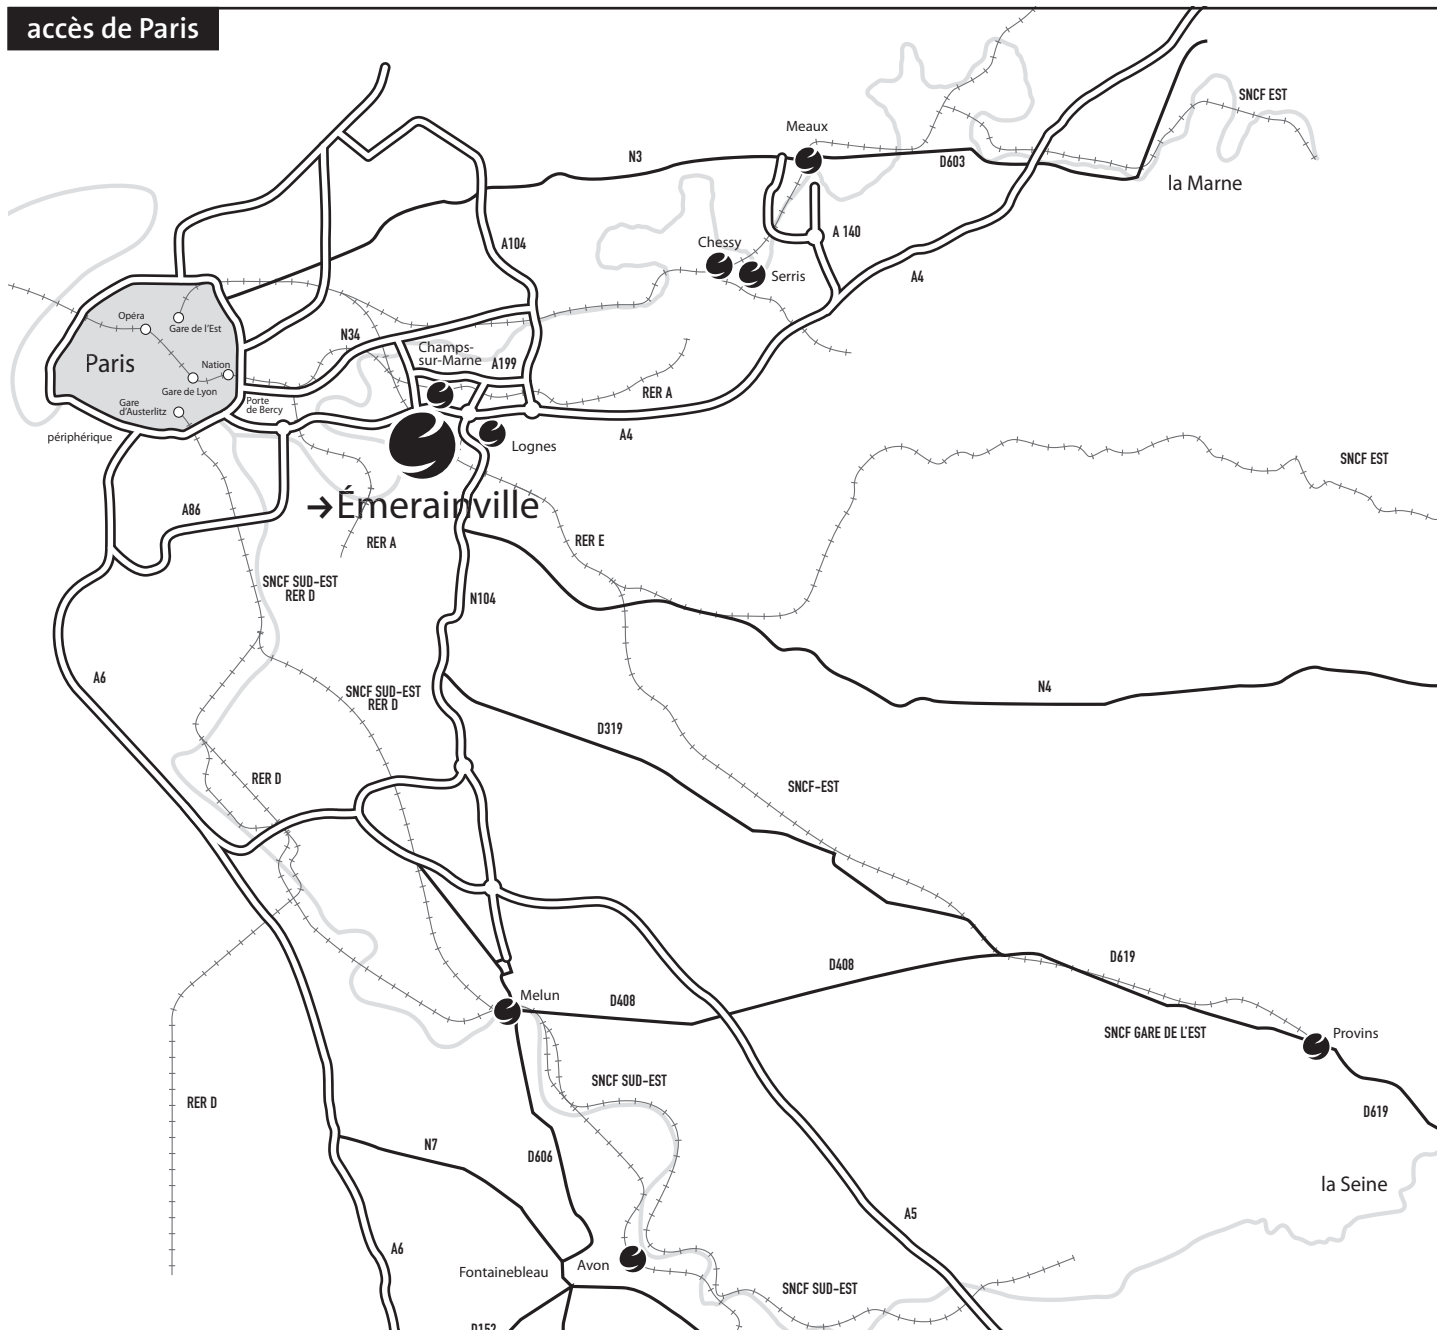 accès de Paris
SNCF EST
Meaux
N3
D603
la Marne
A 140
A104
Chessy
Serris
A4
Opéra
Gare de l'Est
N34
Champs-
sur-Marne
A199
Paris
Nation
Gare de Lyon
RER A
Porte
de Bercy
Gare
d'Austerlitz
périphérique
A4
Lognes
SNCF EST
A86
→Émerainville
RER A
RER E
SNCF SUD-EST
RER D
N104
A6
SNCF SUD-EST
RER D
N4
D319
RER D
SNCF-EST
D619
D408
Melun
D408
SNCF GARE DE L'EST
Provins
SNCF SUD-EST
RER D
D619
N7
D606
la Seine
A5
A6
Fontainebleau
Avon
SNCF SUD-EST
D152